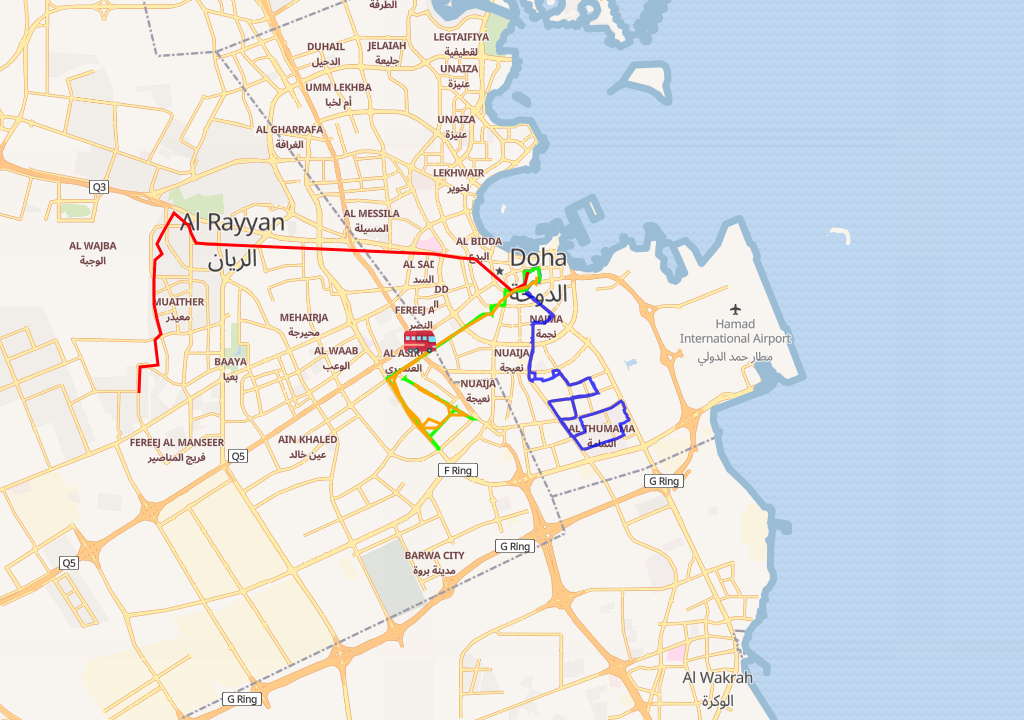 الطرفة
LEGTAIFIYA
لقطيفية
DUHAIL
الدحيل
JELAIAH
جليعة
UNAIZA
عنيزة
UMM LEKHBA
أم لخبا
UNAIZA
عنيزة
AL GHARRAFA
الغرافة
LEKHWAIR
لخوير
Q3
AL MESSILA
المسيلة
Al Rayyan
الريان
AL WAJBA
الوجبة
AL BIDDA
البدع
AL SAD
السد
Doha
الدوحة
DD
ال
MUAITHER
معيذر
MEHAIRJA
محيرجة
FEREEJ A
النصر
NAJMA
نجمة
Hamad
International Airport
مطار حمد الدولي
AL WAAB
الوعب
BAAYA
بعيا
NUAIJA
نعيجة
NUAIJA
نعيجة
AL THUMAMA
الثمامة
FEREEJ AL MANSEER
فريج المناصير
AIN KHALED
عين خالد
Q5
F Ring
G Ring
G Ring
BARWA CITY
مدينة بروة
Q5
Al Wakrah
الوكرة
G Ring